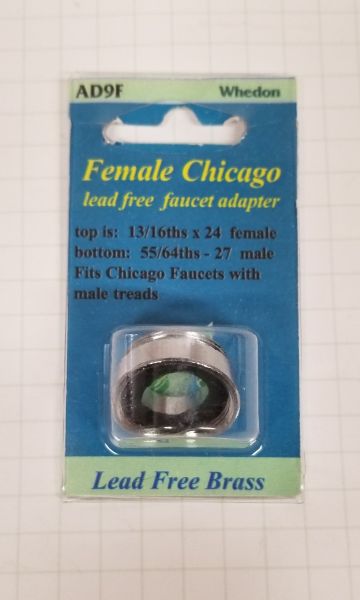 AD9F Whedon
Female Chicago
lead free faucet adapter
top is: 13/16ths x 24 female
bottom: 55/64ths - 27 male
Fits Chicago Faucets with
male treads
Lead Free Brass